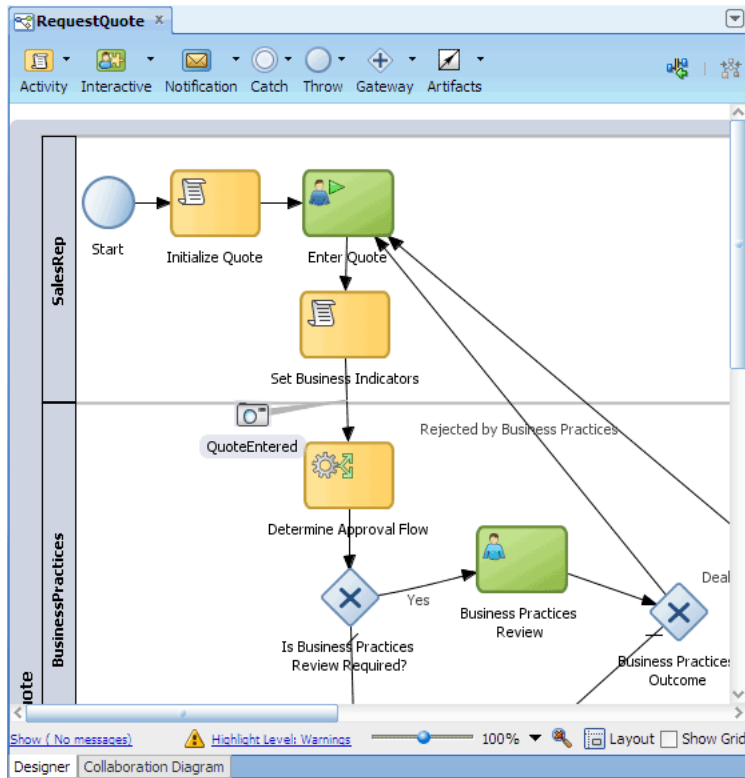 RequestQuote
Activity Interactive Notification Catch Throw Gateway Artifacts
SalesRep
Start
Initialize Quote
Enter Quote
Set Business Indicators
QuoteEntered
Rejected by Business Practices
BusinessPractices
Determine Approval Flow
Yes
Deal
Is Business Practices
Review Required?
Business Practices
Review
Business Practices
Outcome
uote
Show ( No messages)
Highlight Level: Warnings
100%
Layout
Show Grid
Designer
Collaboration Diagram